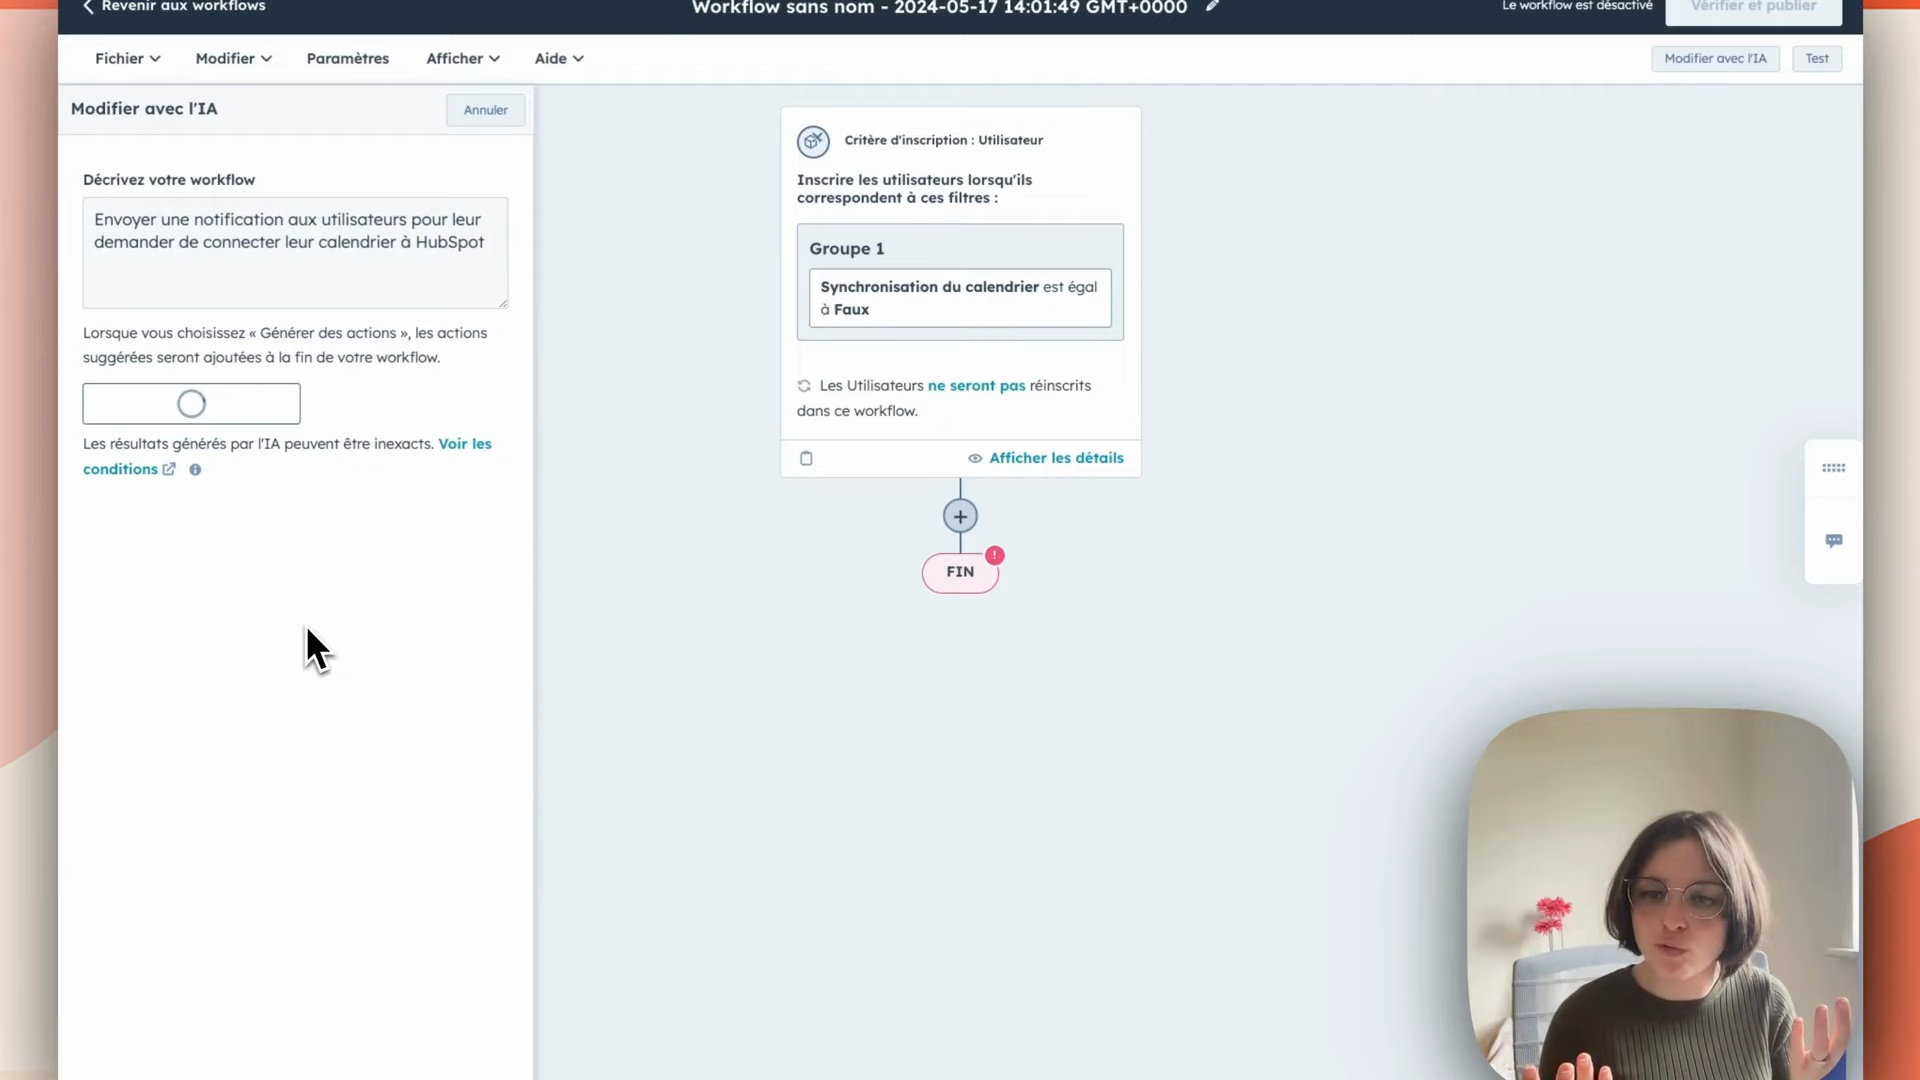 Revenir aux workflows
Workflow sans nom - 2024-05-17 14:01:49 GMT+0000
Le workflow est désactivé
Vérifier et publier
Fichier
Modifier
Paramètres
Afficher
Aide
Modifier avec l'IA
Test
Modifier avec l'IA
Annuler
Décrivez votre workflow
Envoyer une notification aux utilisateurs pour leur
demander de connecter leur calendrier à HubSpot
Lorsque vous choisissez « Générer des actions », les actions
suggérées seront ajoutées à la fin de votre workflow.
Les résultats générés par l'IA peuvent être inexacts. Voir les
conditions
Critère d'inscription : Utilisateur
Inscrire les utilisateurs lorsqu'ils
correspondent à ces filtres :
Groupe 1
Synchronisation du calendrier est égal
à Faux
Les Utilisateurs ne seront pas réinscrits
dans ce workflow.
Afficher les détails
FIN